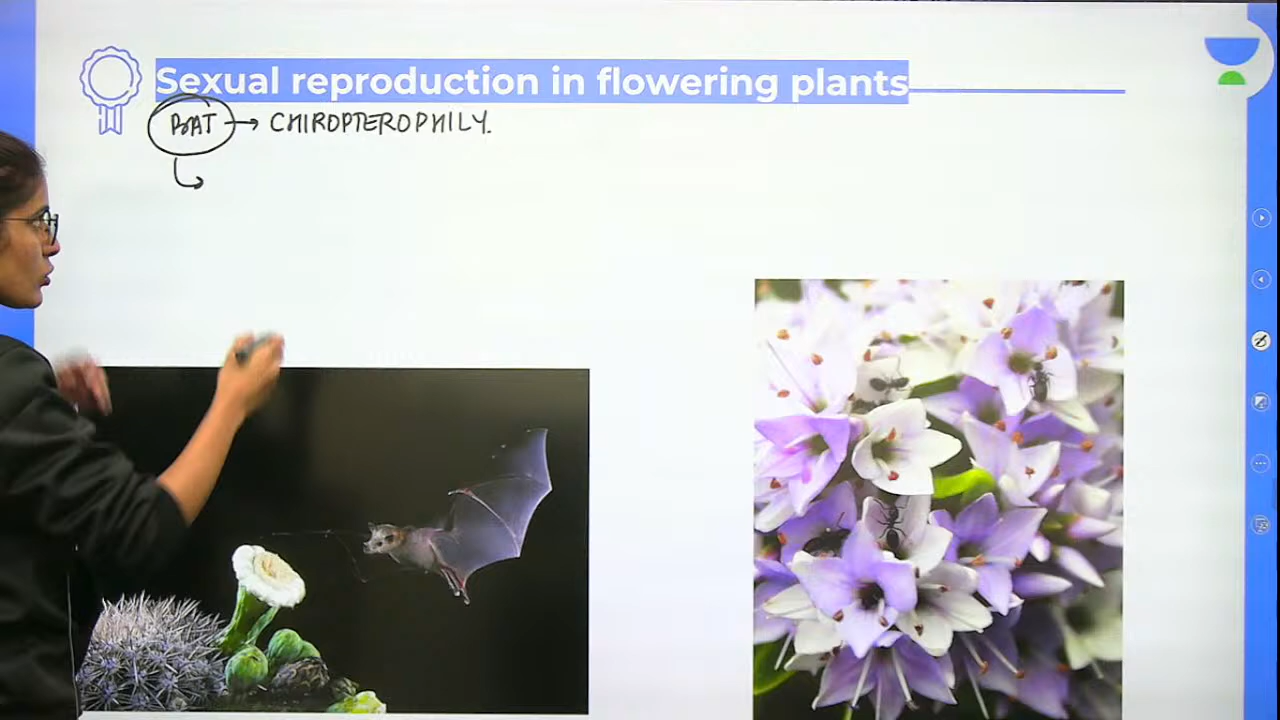 Sexual reproduction in flowering plants
BAT → CHIROPTEROPHILY.